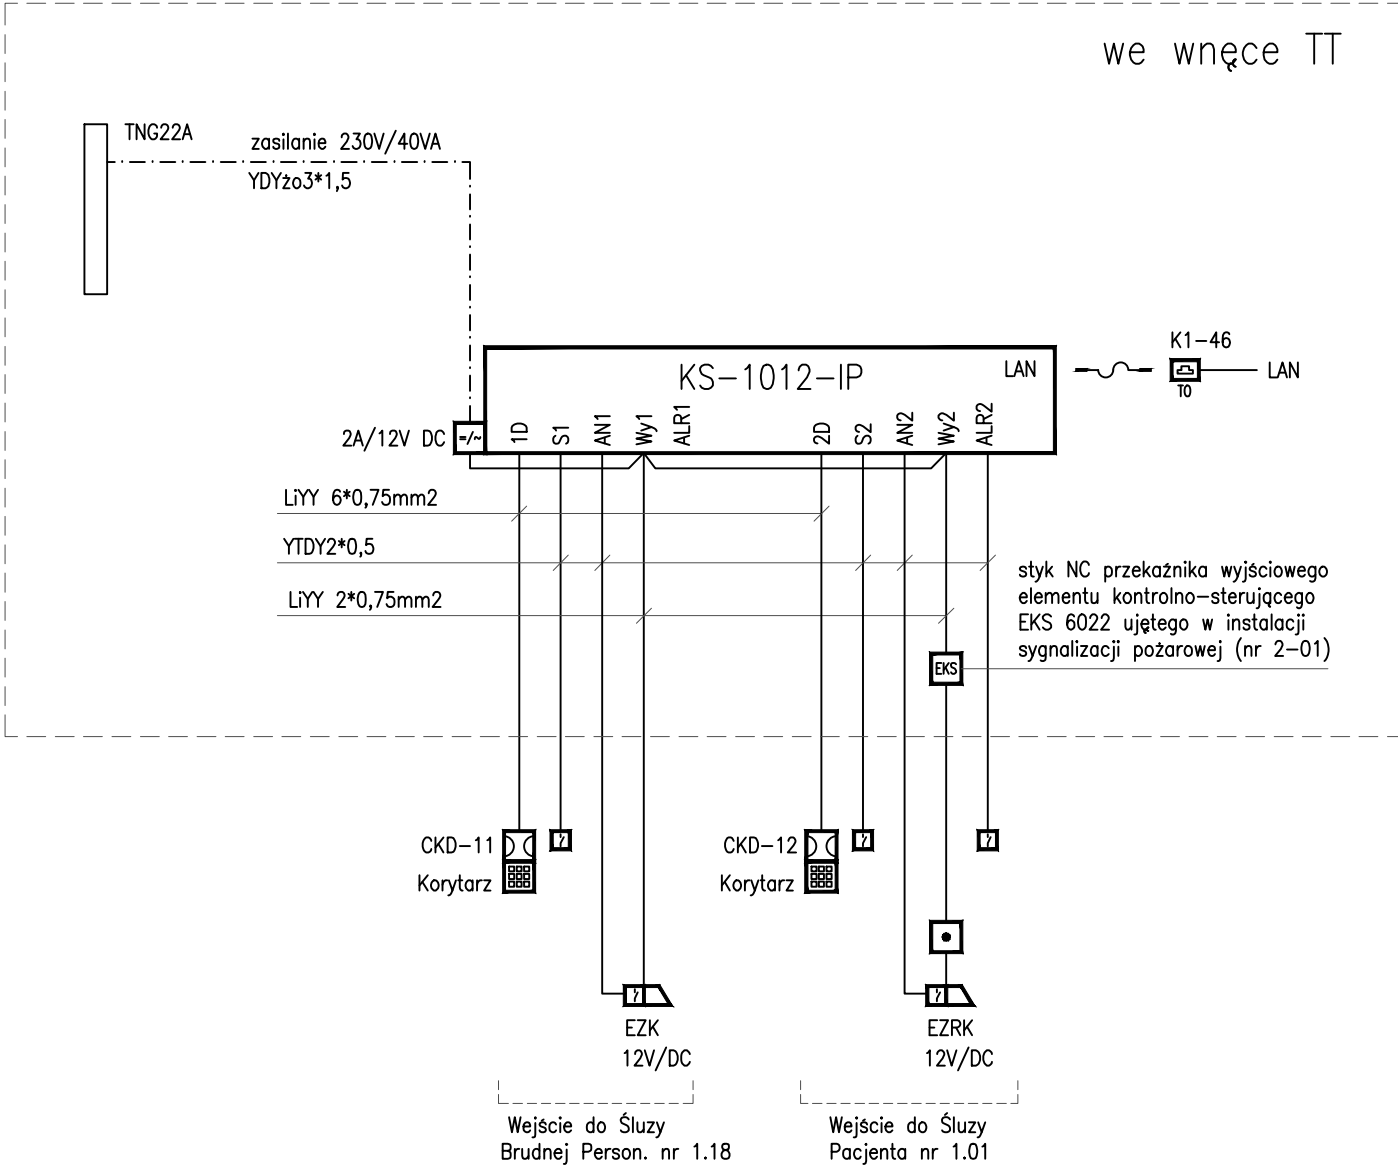 we wnęce TT
TNG22A
zasilanie 230V/40VA
YDYżo3*1,5
K1-46
KS-1012-IP
LAN
LAN
TO
2A/12V DC
=/~
1D
S1
AN1
Wy1
ALR1
2D
S2
AN2
Wy2
ALR2
LiYY 6*0,75mm2
YTDY2*0,5
LiYY 2*0,75mm2
styk NC przekaźnika wyjściowego
elementu kontrolno-sterującego
EKS 6022 ujętego w instalacji
sygnalizacji pożarowej (nr 2-01)
EKS
CKD-11
Korytarz
CKD-12
Korytarz
EZK
12V/DC
EZRK
12V/DC
Wejście do Śluzy
Brudnej Person. nr 1.18
Wejście do Śluzy
Pacjenta nr 1.01